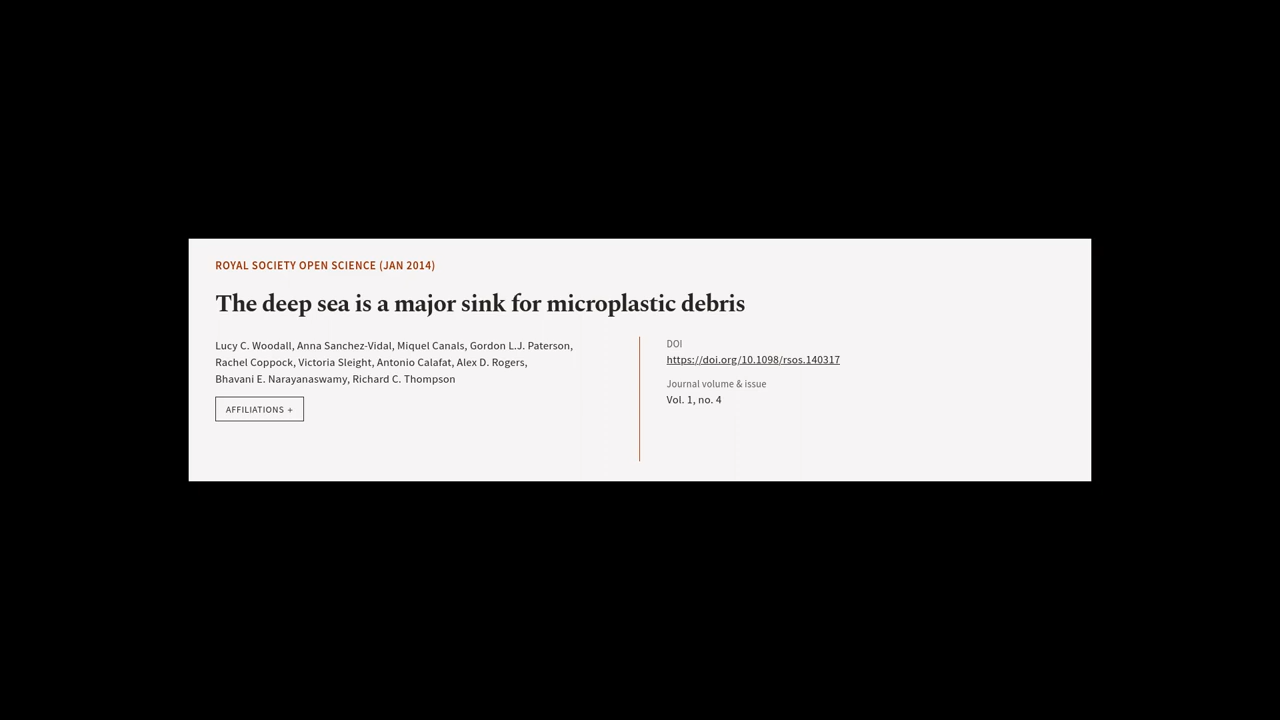 ROYAL SOCIETY OPEN SCIENCE (JAN 2014)
The deep sea is a major sink for microplastic debris
Lucy C. Woodall, Anna Sanchez-Vidal, Miquel Canals, Gordon L.J. Paterson,
Rachel Coppock, Victoria Sleight, Antonio Calafat, Alex D. Rogers,
Bhavani E. Narayanaswamy, Richard C. Thompson
AFFILIATIONS +
DOI
https://doi.org/10.1098/rsos.140317
Journal volume & issue
Vol. 1, no. 4